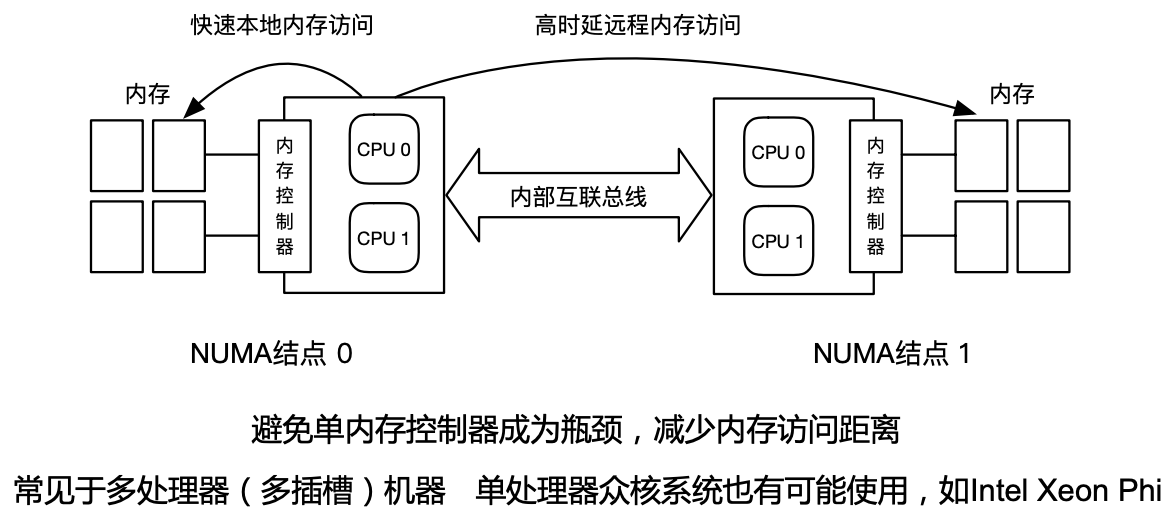 快速本地内存访问
高时延远程内存访问
内存
内存
内存控制器
CPU 0
CPU 1
内部互联总线
CPU 0
CPU 1
内存控制器
NUMA结点 0
NUMA结点 1
避免单内存控制器成为瓶颈，减少内存访问距离
常见于多处理器（多插槽）机器 单处理器众核系统也有可能使用，如Intel Xeon Phi